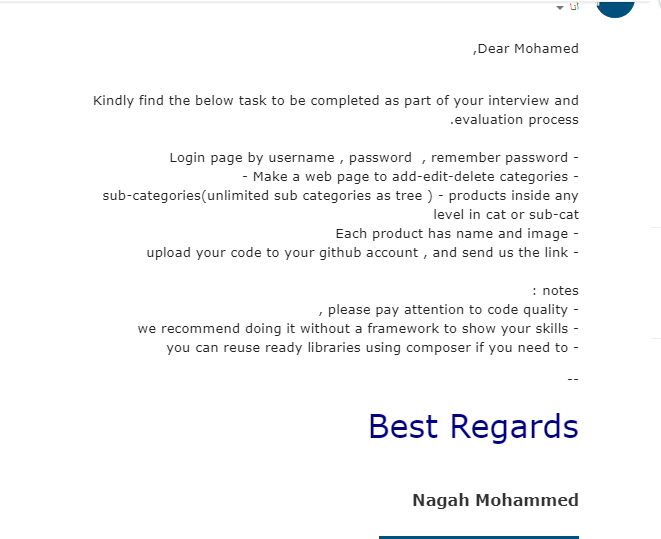 انا
Dear Mohamed,
Kindly find the below task to be completed as part of your interview and
evaluation process.
- Login page by username , password  , remember password
- Make a web page to add-edit-delete categories -
sub-categories(unlimited sub categories as tree ) - products inside any
level in cat or sub-cat
- Each product has name and image
- upload your code to your github account , and send us the link
notes :
- please pay attention to code quality ,
- we recommend doing it without a framework to show your skills
- you can reuse ready libraries using composer if you need to
--
Best Regards
Nagah Mohammed